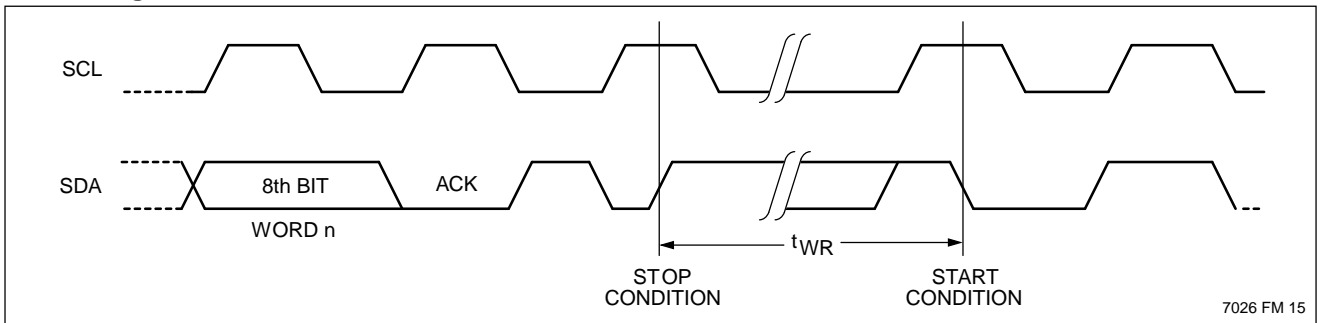 SCL
SDA
8th BIT
ACK
WORD n
tWR
STOP
CONDITION
START
CONDITION
7026 FM 15